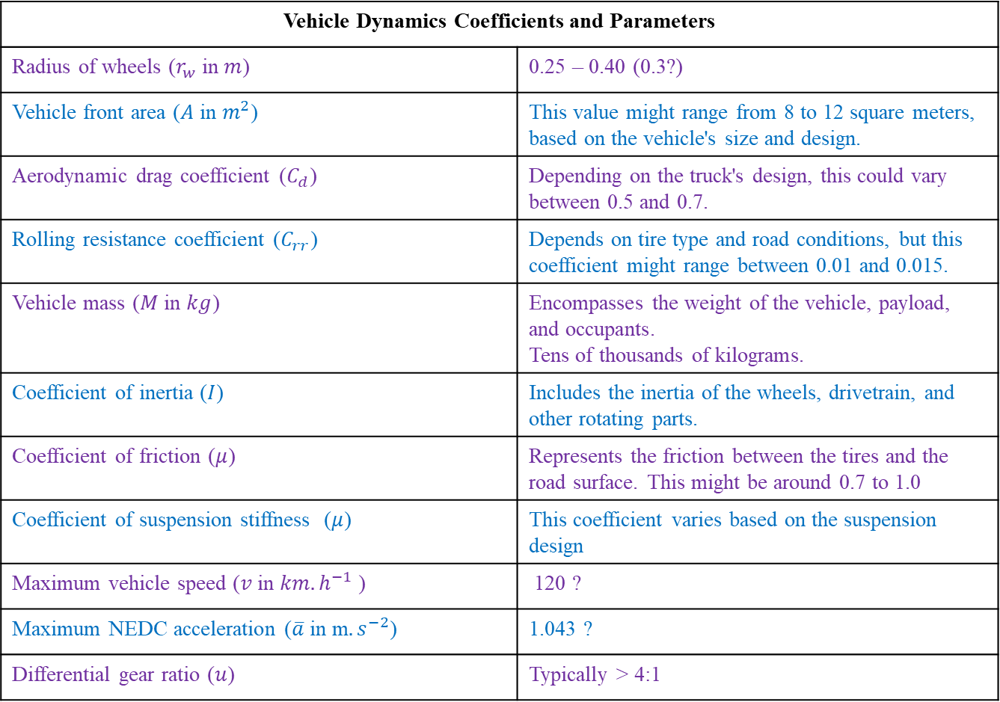 Vehicle Dynamics Coefficients and Parameters
Radius of wheels (r_w in m)
0.25 – 0.40 (0.3?)
Vehicle front area (A in m²)
This value might range from 8 to 12 square meters,
based on the vehicle's size and design.
Aerodynamic drag coefficient (C_d)
Depending on the truck's design, this could vary
between 0.5 and 0.7.
Rolling resistance coefficient (C_rr)
Depends on tire type and road conditions, but this
coefficient might range between 0.01 and 0.015.
Vehicle mass (M in kg)
Encompasses the weight of the vehicle, payload,
and occupants.
Tens of thousands of kilograms.
Coefficient of inertia (I)
Includes the inertia of the wheels, drivetrain, and
other rotating parts.
Coefficient of friction (μ)
Represents the friction between the tires and the
road surface. This might be around 0.7 to 1.0
Coefficient of suspension stiffness (μ)
This coefficient varies based on the suspension
design
Maximum vehicle speed (v in km.h⁻¹ )
120 ?
Maximum NEDC acceleration (a̅ in m.s⁻²)
1.043 ?
Differential gear ratio (u)
Typically > 4:1